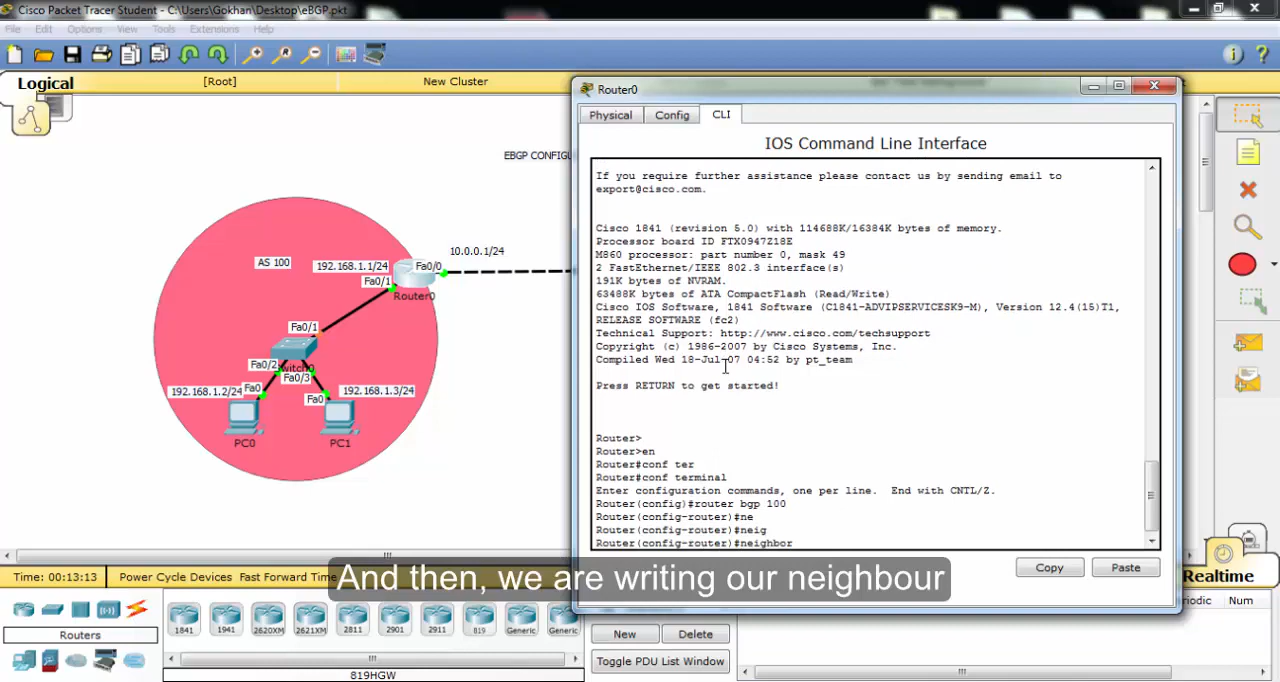 Cisco Packet Tracer Student - C:\Users\Gokhan\Desktop\eBGP.pkt
File Edit Options View Tools Extensions Help
Logical
[Root]
New Cluster
Router0
Physical Config CLI
IOS Command Line Interface
EBGP CONFIGU
If you require further assistance please contact us by sending email to
export@cisco.com.
Cisco 1841 (revision 5.0) with 114688K/16384K bytes of memory.
Processor board ID FTX0947Z18E
M860 processor: part number 0, mask 49
2 FastEthernet/IEEE 802.3 interface(s)
191K bytes of NVRAM.
63488K bytes of ATA CompactFlash (Read/Write)
Cisco IOS Software, 1841 Software (C1841-ADVIPSERVICESK9-M), Version 12.4(15)T1,
RELEASE SOFTWARE (fc2)
Technical Support: http://www.cisco.com/techsupport
Copyright (c) 1986-2007 by Cisco Systems, Inc.
Compiled Wed 18-Jul-07 04:52 by pt_team
Press RETURN to get started!
Router>
Router>en
Router#conf ter
Router#conf terminal
Enter configuration commands, one per line. End with CNTL/Z.
Router(config)#router bgp 100
Router(config-router)#ne
Router(config-router)#neig
Router(config-router)#neighbor
Copy Paste
10.0.0.1/24
AS 100
192.168.1.1/24
Fa0/0
Fa0/1
Router0
Fa0/1
Fa0/2
Fa0/3
192.168.1.2/24
Fa0
Fa0
192.168.1.3/24
PC0
PC1
And then, we are writing our neighbour
Time: 00:13:13 Power Cycle Devices Fast Forward Time
Realtime
Routers
1841 1941 2620XM 2621XM 2811 2901 2911 819 Generic Generic
819HGW
New Delete
Toggle PDU List Window
riodic Num